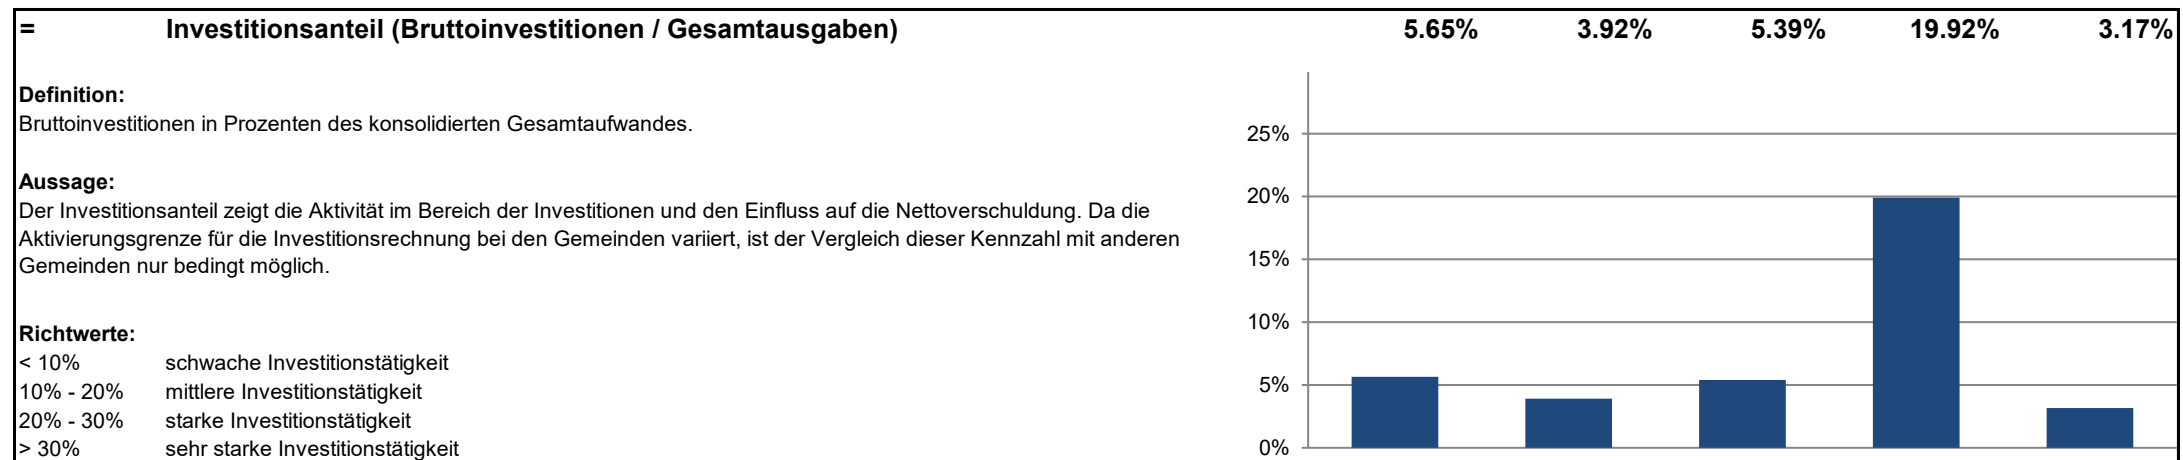 = Investitionsanteil (Bruttoinvestitionen / Gesamtausgaben) 5.65% 3.92% 5.39% 19.92% 3.17%
Definition:
Bruttoinvestitionen in Prozenten des konsolidierten Gesamtaufwandes.
Aussage:
Der Investitionsanteil zeigt die Aktivität im Bereich der Investitionen und den Einfluss auf die Nettoverschuldung. Da die
Aktivierungsgrenze für die Investitionsrechnung bei den Gemeinden variiert, ist der Vergleich dieser Kennzahl mit anderen
Gemeinden nur bedingt möglich.
Richtwerte:
< 10% schwache Investitionstätigkeit
10% - 20% mittlere Investitionstätigkeit
20% - 30% starke Investitionstätigkeit
> 30% sehr starke Investitionstätigkeit
25%
20%
15%
10%
5%
0%